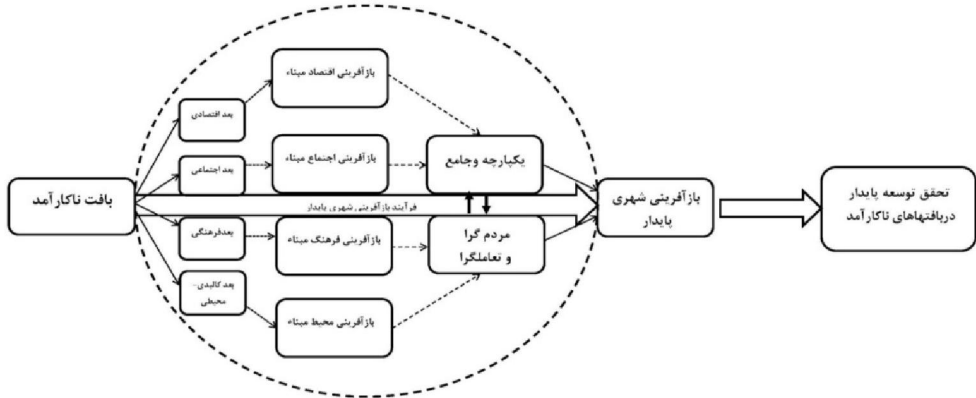 بافت ناکارآمد
بعد اقتصادی
بعد اجتماعی
بعدفرهنگی
بعد کالبدی-
محیطی
بازآفرینی اقتصاد مبناء
بازآفرینی اجتماع مبناء
فرآیند بازآفرینی شهری پایدار
بازآفرینی فرهنگ مبناء
بازآفرینی محیط مبناء
یکپارچه وجامع
مردم گرا
و تعاملگرا
بازآفرینی شهری
پایدار
تحقق توسعه پایدار
دربافتهاهای ناکارآمد